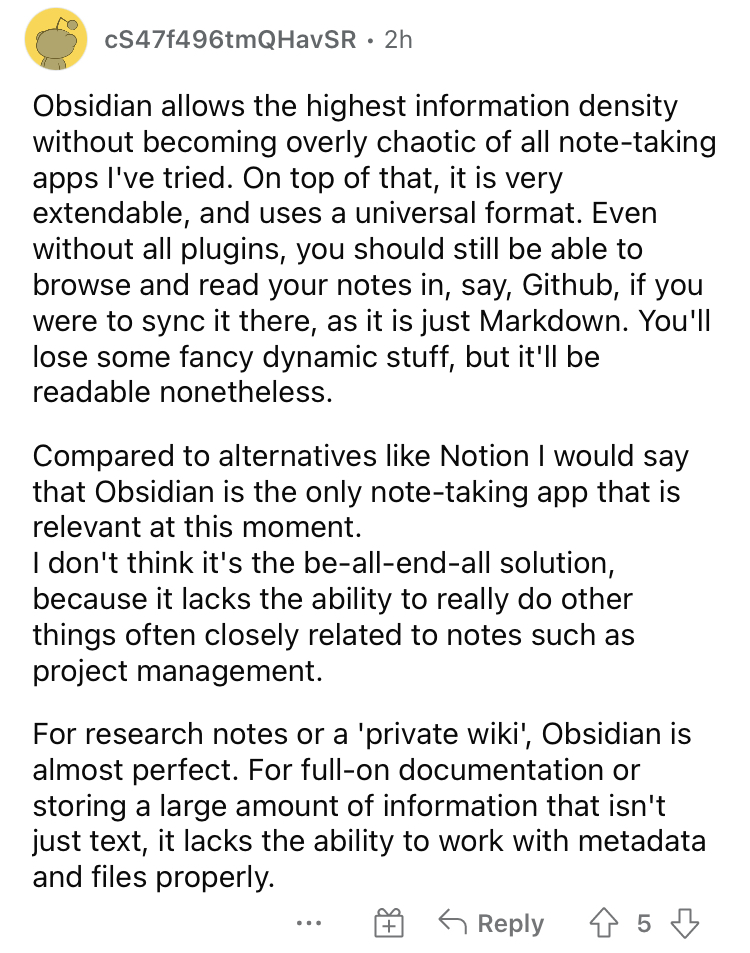 cS47f496tmQHavSR • 2h
Obsidian allows the highest information density
without becoming overly chaotic of all note-taking
apps I've tried. On top of that, it is very
extendable, and uses a universal format. Even
without all plugins, you should still be able to
browse and read your notes in, say, Github, if you
were to sync it there, as it is just Markdown. You'll
lose some fancy dynamic stuff, but it'll be
readable nonetheless.
Compared to alternatives like Notion I would say
that Obsidian is the only note-taking app that is
relevant at this moment.
I don't think it's the be-all-end-all solution,
because it lacks the ability to really do other
things often closely related to notes such as
project management.
For research notes or a 'private wiki', Obsidian is
almost perfect. For full-on documentation or
storing a large amount of information that isn't
just text, it lacks the ability to work with metadata
and files properly.
... Reply 5